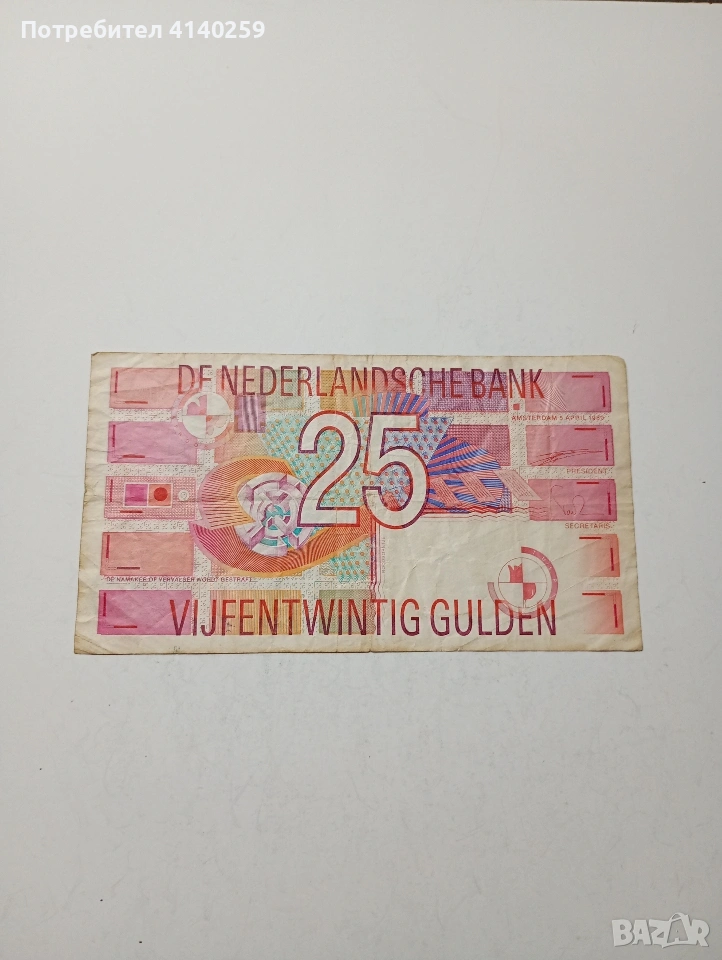 Потребител 4140259
DE NEDERLANDSCHE BANK
AMSTERDAM 5 APRIL 1989
25
PRESIDENT
SECRETARIS
DE NAMAKER OF VERVALSER WORDT GESTRAFT
VIJFENTWINTIG GULDEN
BAZAR